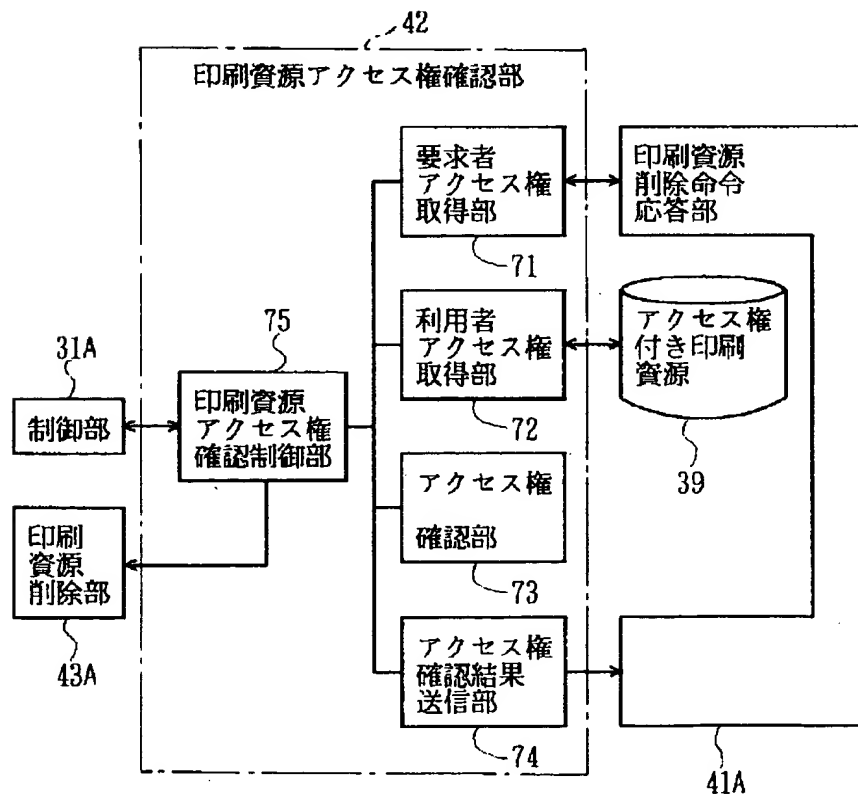 42
印刷資源アクセス権確認部
要求者
アクセス権
取得部
71
印刷資源
削除命令
応答部
75
利用者
アクセス権
取得部
72
アクセス権
付き印刷
資源
39
31A
制御部
印刷資源
アクセス権
確認制御部
アクセス権
確認部
73
印刷
資源
削除部
43A
アクセス権
確認結果
送信部
74
41A